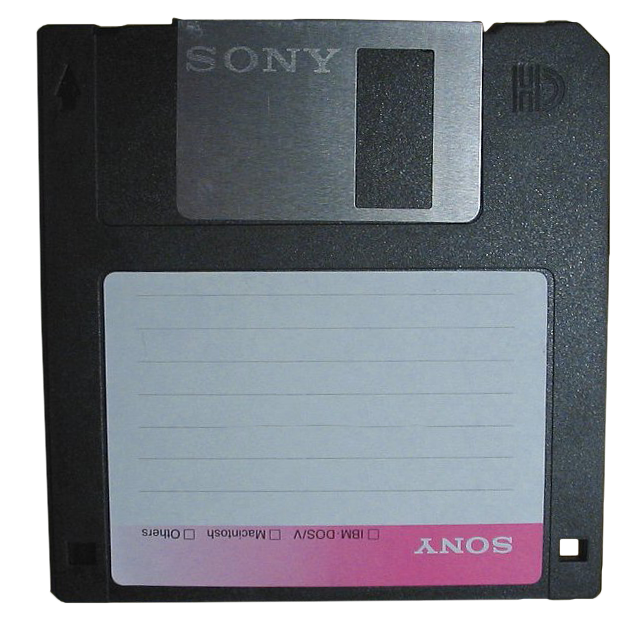 SONY
HD
SONY □ IBM·DOS/V □ Macintosh □ Others